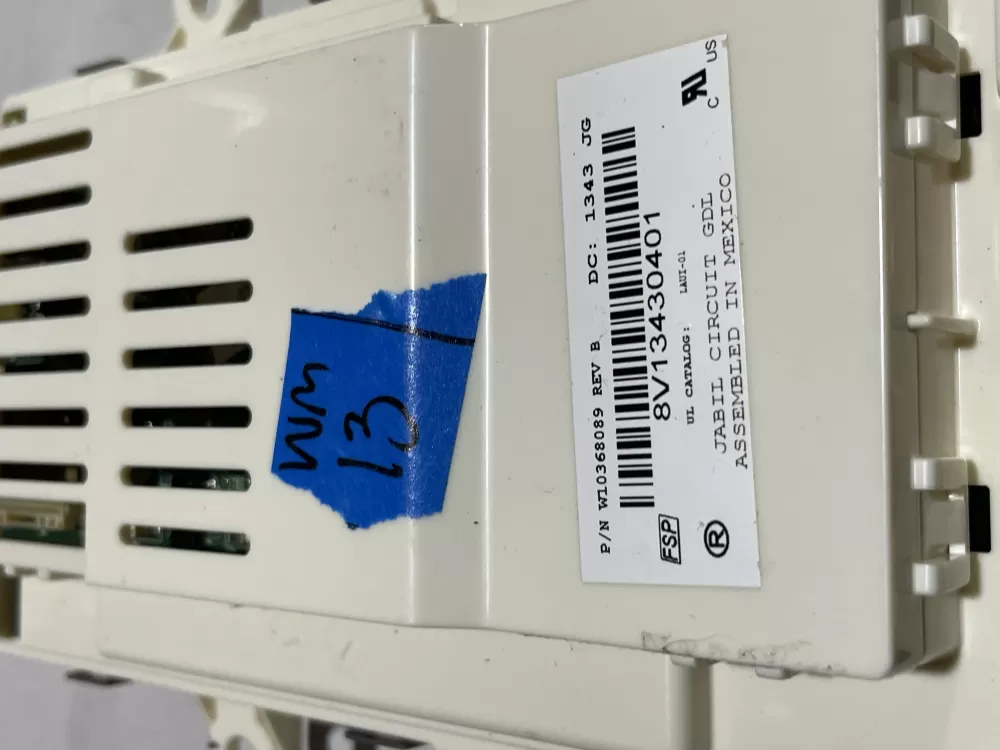 P/N W10368089 REV B DC: 1343 JG
8V13430401
UL CATALOG: LAUI-01
JABIL CIRCUIT GDL
ASSEMBLED IN MEXICO
FSP
®
C US
WM
13